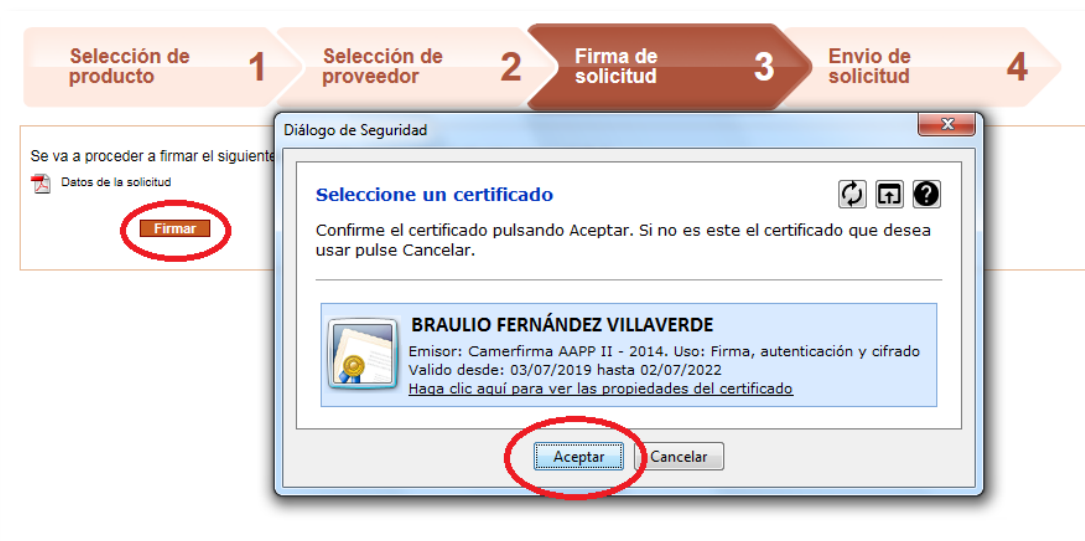 Selección de producto 1
Selección de proveedor 2
Firma de solicitud 3
Envio de solicitud 4
Se va a proceder a firmar el siguiente
Datos de la solicitud
Firmar
Diálogo de Seguridad
Seleccione un certificado
Confirme el certificado pulsando Aceptar. Si no es este el certificado que desea
usar pulse Cancelar.
BRAULIO FERNÁNDEZ VILLAVERDE
Emisor: Camerfirma AAPP II - 2014. Uso: Firma, autenticación y cifrado
Valido desde: 03/07/2019 hasta 02/07/2022
Haga clic aquí para ver las propiedades del certificado
Aceptar
Cancelar